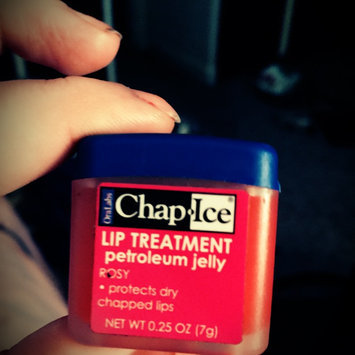 OraLabs
Chap·Ice®
LIP TREATMENT
petroleum jelly
ROSY
• protects dry
chapped lips
NET WT 0.25 OZ (7g)